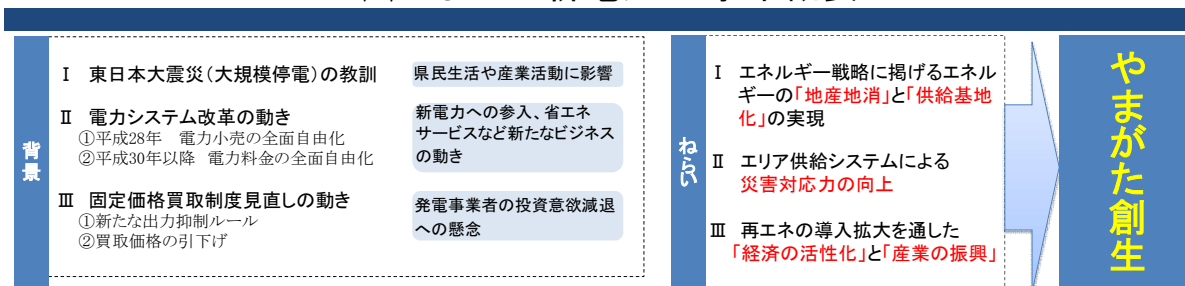 背景
Ⅰ 東日本大震災(大規模停電)の教訓
県民生活や産業活動に影響
Ⅱ 電力システム改革の動き
①平成28年 電力小売の全面自由化
②平成30年以降 電力料金の全面自由化
新電力への参入、省エネ
サービスなど新たなビジネス
の動き
Ⅲ 固定価格買取制度見直しの動き
①新たな出力抑制ルール
②買取価格の引下げ
発電事業者の投資意欲減退
への懸念
ねらい
Ⅰ エネルギー戦略に掲げるエネル
ギーの「地産地消」と「供給基地
化」の実現
Ⅱ エリア供給システムによる
災害対応力の向上
Ⅲ 再エネの導入拡大を通した
「経済の活性化」と「産業の振興」
やまがた創生